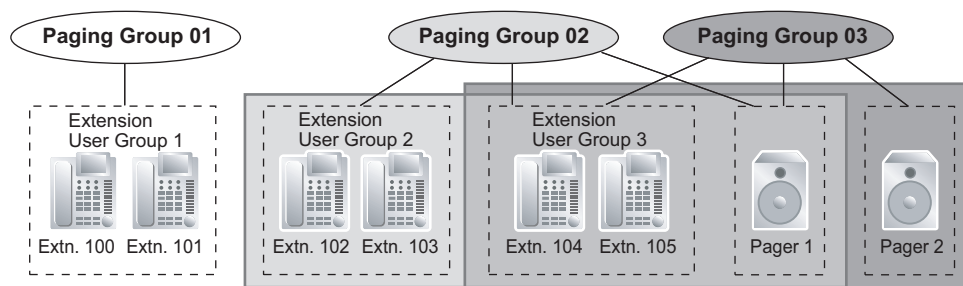 Paging Group 01
Paging Group 02
Paging Group 03
Extension
User Group 1
Extn. 100
Extn. 101
Extension
User Group 2
Extn. 102
Extn. 103
Extension
User Group 3
Extn. 104
Extn. 105
Pager 1
Pager 2